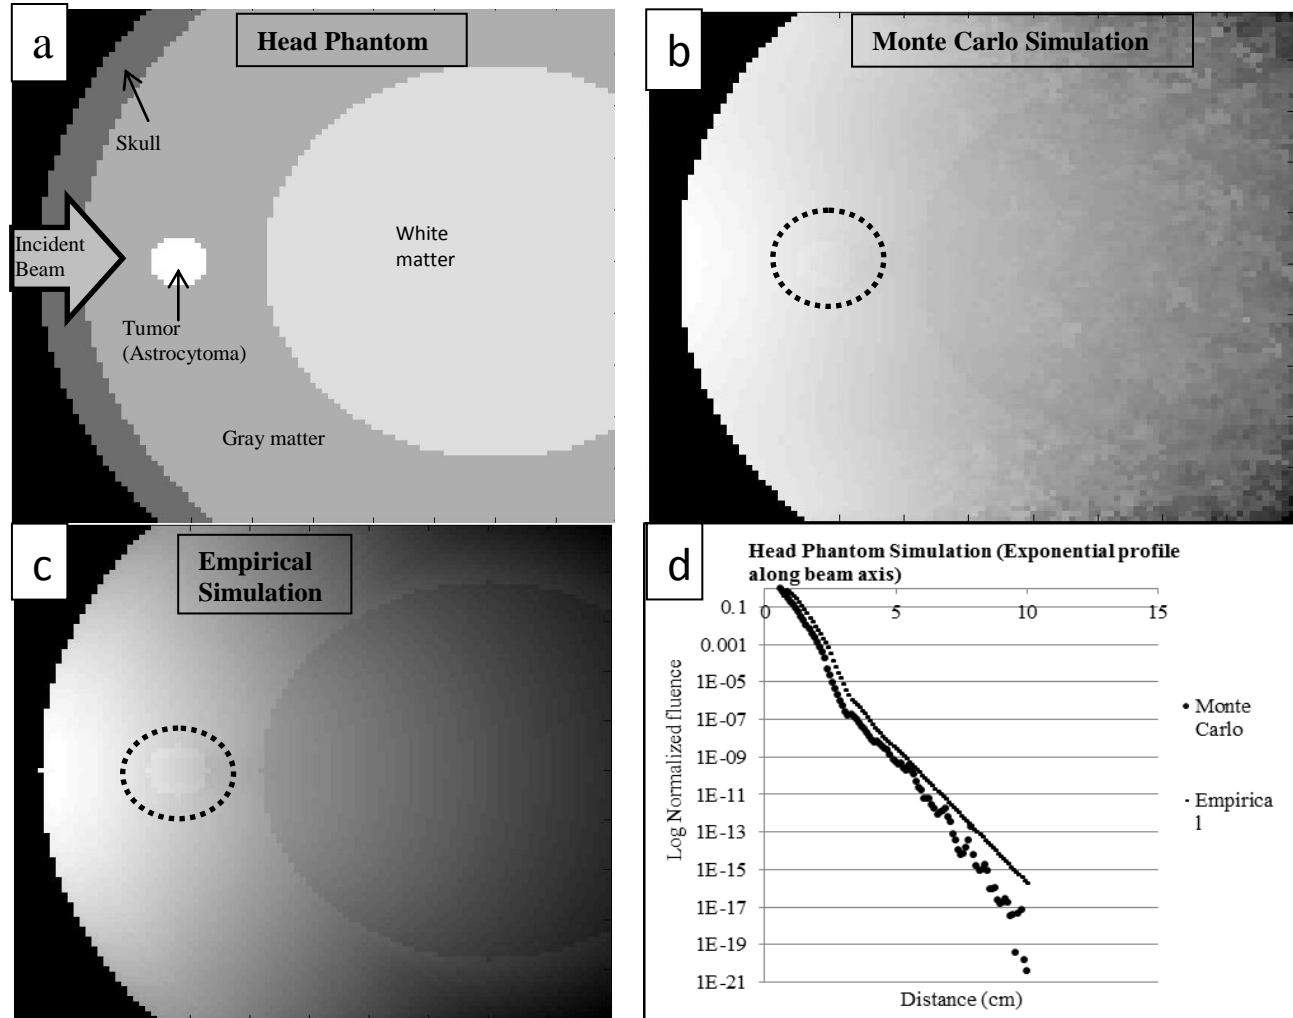 a
Head Phantom
Skull
Incident
Beam
White
matter
Tumor
(Astrocytoma)
Gray matter
b
Monte Carlo Simulation
c
Empirical
Simulation
d
Head Phantom Simulation (Exponential profile
along beam axis)
0
5
10
15
0.1
0.001
1E-05
1E-07
1E-09
1E-11
1E-13
1E-15
1E-17
1E-19
1E-21
Log Normalized fluence
Distance (cm)
Monte
Carlo
Empirica
l